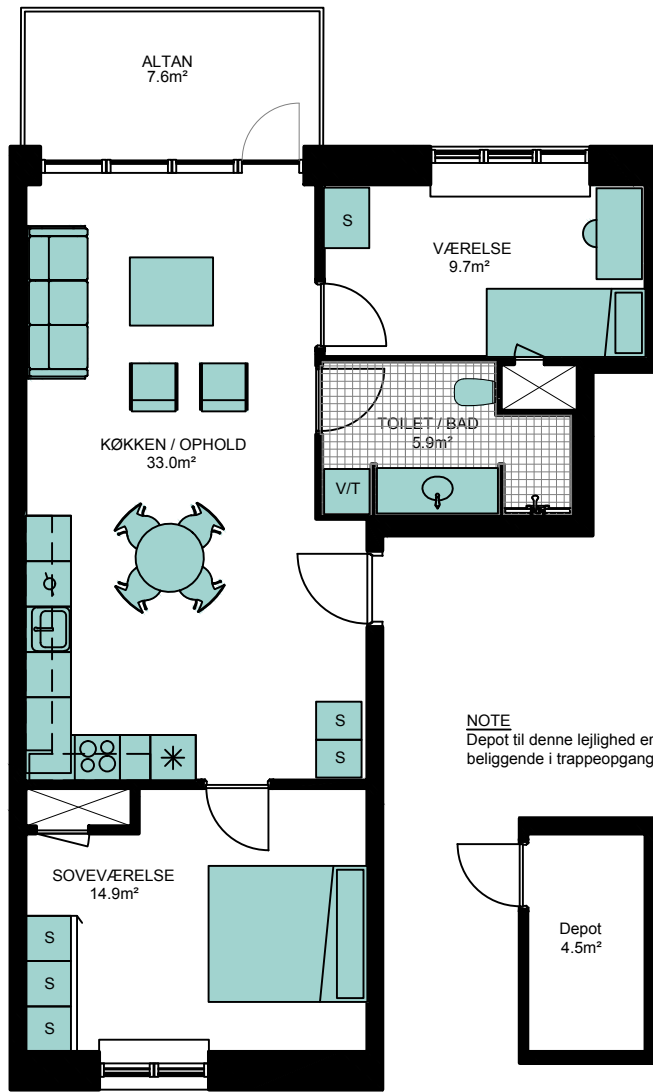 ALTAN
7.6m²
S
VÆRELSE
9.7m²
KØKKEN / OPHOLD
33.0m²
TOILET / BAD
5.9m²
V/T
S
S
NOTE
Depot til denne lejlighed er
beliggende i trappeopgang
SOVEVÆRELSE
14.9m²
S
S
S
Depot
4.5m²